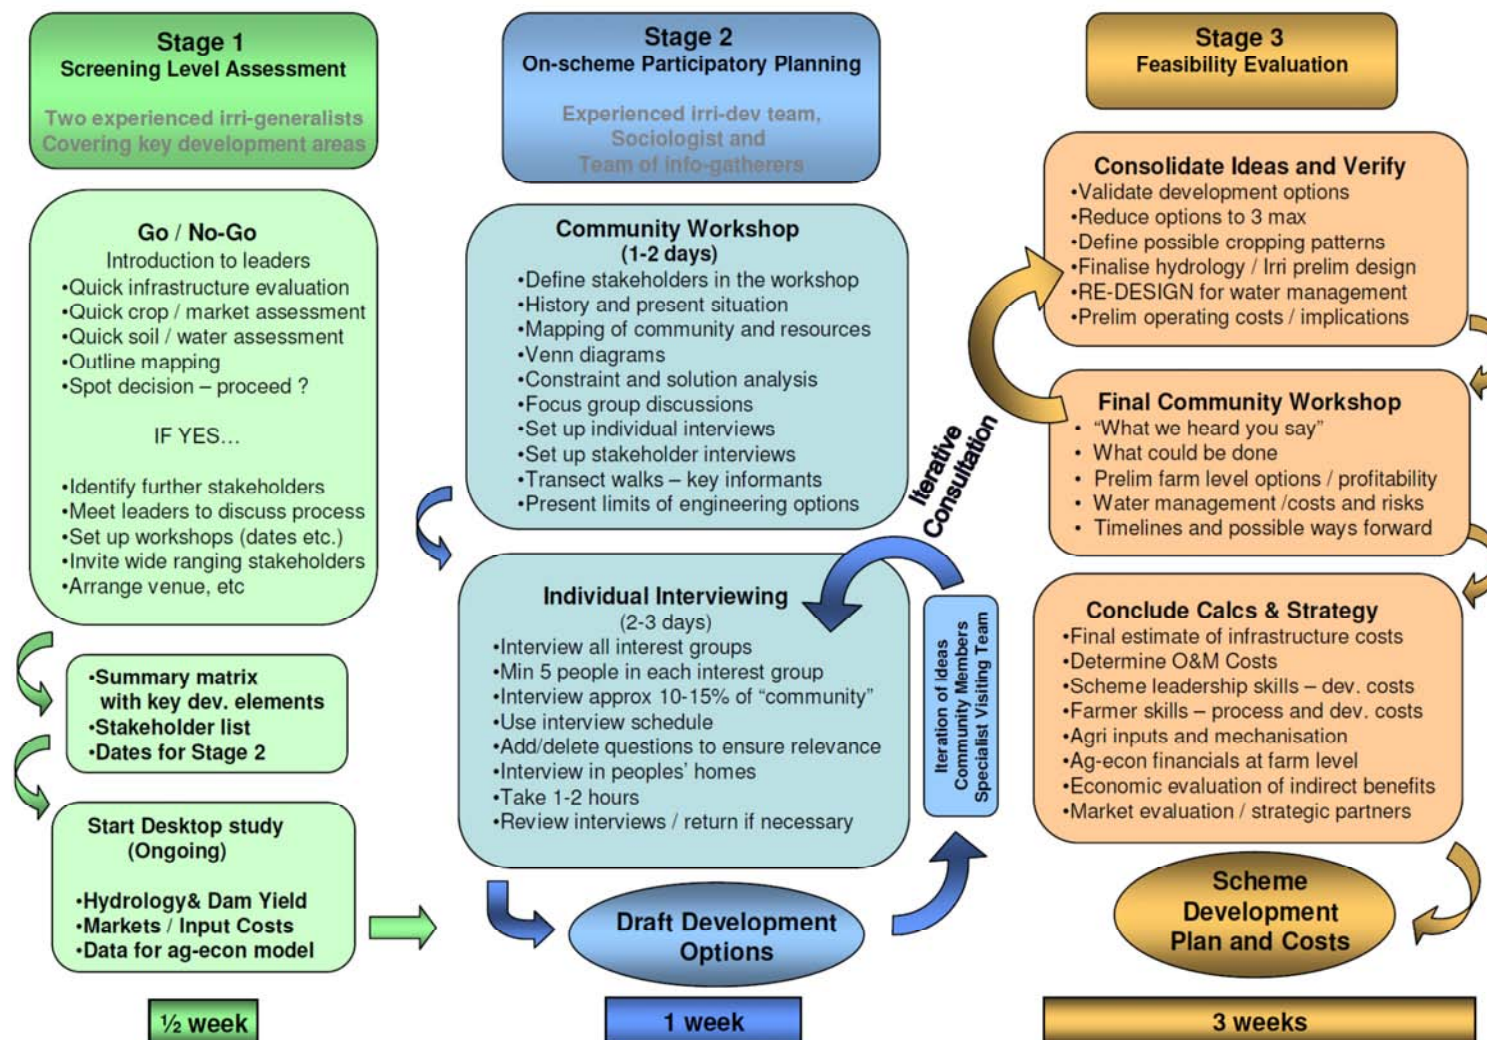 Stage 1
Screening Level Assessment
Two experienced irri-generalists
Covering key development areas
Go / No-Go
Introduction to leaders
•Quick infrastructure evaluation
•Quick crop / market assessment
•Quick soil / water assessment
•Outline mapping
•Spot decision – proceed ?
IF YES…
•Identify further stakeholders
•Meet leaders to discuss process
•Set up workshops (dates etc.)
•Invite wide ranging stakeholders
•Arrange venue, etc
•Summary matrix
with key dev. elements
•Stakeholder list
•Dates for Stage 2
Start Desktop study
(Ongoing)
•Hydrology& Dam Yield
•Markets / Input Costs
•Data for ag-econ model
½ week
Stage 2
On-scheme Participatory Planning
Experienced irri-dev team,
Sociologist and
Team of info-gatherers
Community Workshop
(1-2 days)
•Define stakeholders in the workshop
•History and present situation
•Mapping of community and resources
•Venn diagrams
•Constraint and solution analysis
•Focus group discussions
•Set up individual interviews
•Set up stakeholder interviews
•Transect walks – key informants
•Present limits of engineering options
Individual Interviewing
(2-3 days)
•Interview all interest groups
•Min 5 people in each interest group
•Interview approx 10-15% of “community”
•Use interview schedule
•Add/delete questions to ensure relevance
•Interview in peoples’ homes
•Take 1-2 hours
•Review interviews / return if necessary
Draft Development
Options
Iteration of Ideas
Community Members
Specialist Visiting Team
Iterative
Consultation
1 week
Stage 3
Feasibility Evaluation
Consolidate Ideas and Verify
•Validate development options
•Reduce options to 3 max
•Define possible cropping patterns
•Finalise hydrology / Irri prelim design
•RE-DESIGN for water management
•Prelim operating costs / implications
Final Community Workshop
• “What we heard you say”
• What could be done
• Prelim farm level options / profitability
• Water management /costs and risks
• Timelines and possible ways forward
Conclude Calcs & Strategy
•Final estimate of infrastructure costs
•Determine O&M Costs
•Scheme leadership skills – dev. costs
•Farmer skills – process and dev. costs
•Agri inputs and mechanisation
•Ag-econ financials at farm level
•Economic evaluation of indirect benefits
•Market evaluation / strategic partners
Scheme
Development
Plan and Costs
3 weeks